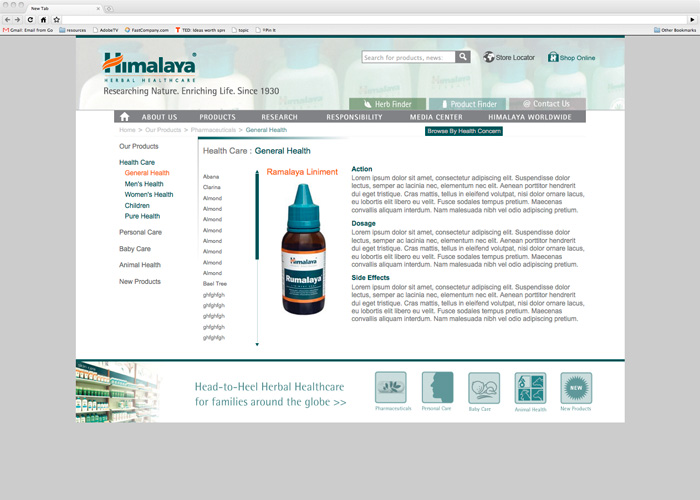 New Tab
Gmail: Email from Go
resources
AdobeTV
FastCompany.com
TED: Ideas worth spre
topix
YPin It
Other Bookmarks
Himalaya
HERBAL HEALTHCARE
Researching Nature. Enriching Life. Since 1930
Search for products, news:
Store Locator
Shop Online
Herb Finder
Product Finder
@ Contact Us
ABOUT US
PRODUCTS
RESEARCH
RESPONSIBILITY
MEDIA CENTER
HIMALAYA WORLDWIDE
Home > Our Products > Pharmaceuticals > General Health
Browse By Health Concern
Our Products
Health Care
General Health
Men's Health
Women's Health
Children
Pure Health
Personal Care
Baby Care
Animal Health
New Products
Health Care : General Health
Abana
Clarina
Almond
Almond
Almond
Almond
Almond
Almond
Almond
Almond
Bael Tree
ghfghfgh
ghfghfgh
ghfghfgh
ghfghfgh
ghfghfgh
Ramalaya Liniment
Himalaya
Rumalaya
Action
Lorem ipsum dolor sit amet, consectetur adipiscing elit. Suspendisse dolor
lectus, semper ac lacinia nec, elementum nec elit. Aenean porttitor hendrerit
dui eget tristique. Cras mattis, tellus in eleifend volutpat, nisl dolor ornare lacus,
eu lobortis elit libero eu velit. Fusce sodales tempus pretium. Maecenas
convallis aliquam interdum. Nam malesuada nibh vel odio adipiscing pretium.
Dosage
Lorem ipsum dolor sit amet, consectetur adipiscing elit. Suspendisse dolor
lectus, semper ac lacinia nec, elementum nec elit. Aenean porttitor hendrerit
dui eget tristique. Cras mattis, tellus in eleifend volutpat, nisl dolor ornare lacus,
eu lobortis elit libero eu velit. Fusce sodales tempus pretium. Maecenas
convallis aliquam interdum. Nam malesuada nibh vel odio adipiscing pretium.
Side Effects
Lorem ipsum dolor sit amet, consectetur adipiscing elit. Suspendisse dolor
lectus, semper ac lacinia nec, elementum nec elit. Aenean porttitor hendrerit
dui eget tristique. Cras mattis, tellus in eleifend volutpat, nisl dolor ornare lacus,
eu lobortis elit libero eu velit. Fusce sodales tempus pretium. Maecenas
convallis aliquam interdum. Nam malesuada nibh vel odio adipiscing pretium.
Head-to-Heel Herbal Healthcare
for families around the globe >>
NEW
Pharmaceuticals
Personal Care
Baby Care
Animal Health
New Products